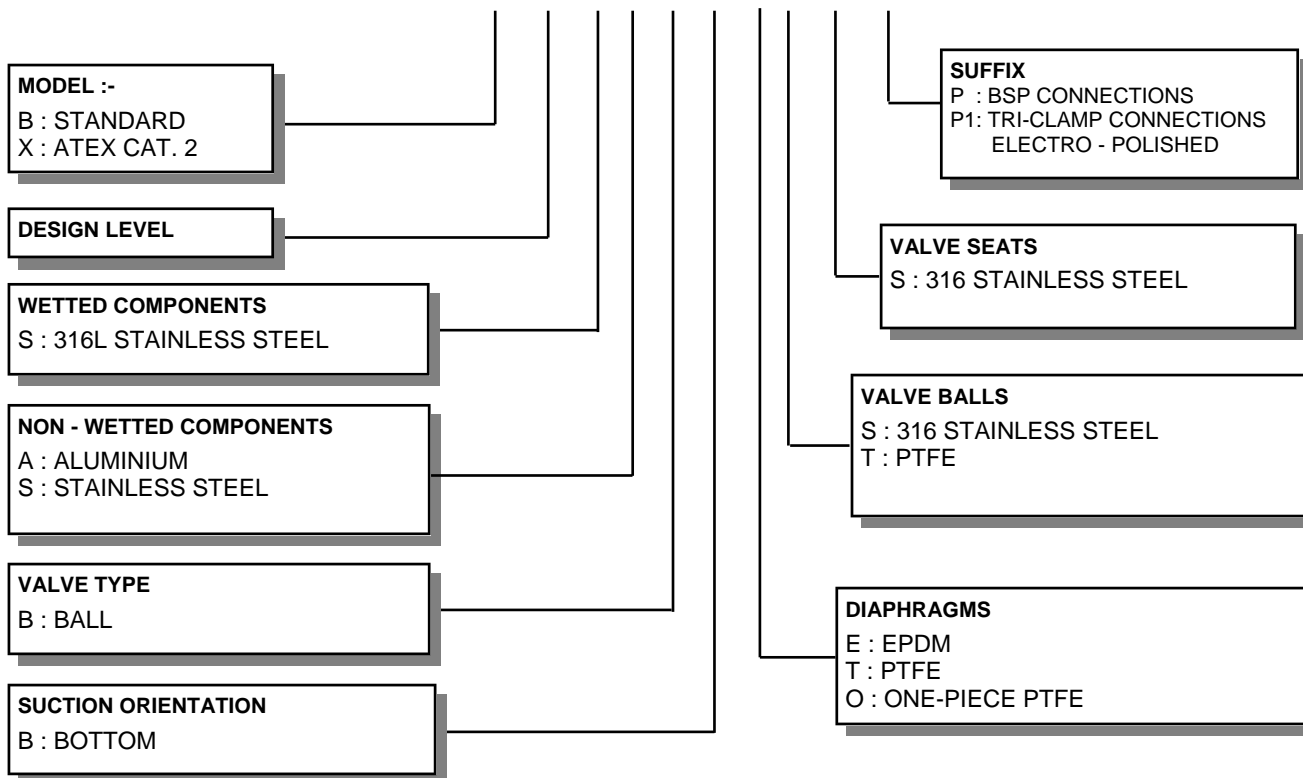 MODEL :-
B : STANDARD
X : ATEX CAT. 2
DESIGN LEVEL
WETTED COMPONENTS
S : 316L STAINLESS STEEL
NON - WETTED COMPONENTS
A : ALUMINIUM
S : STAINLESS STEEL
VALVE TYPE
B : BALL
SUCTION ORIENTATION
B : BOTTOM
SUFFIX
P : BSP CONNECTIONS
P1: TRI-CLAMP CONNECTIONS
ELECTRO - POLISHED
VALVE SEATS
S : 316 STAINLESS STEEL
VALVE BALLS
S : 316 STAINLESS STEEL
T : PTFE
DIAPHRAGMS
E : EPDM
T : PTFE
O : ONE-PIECE PTFE